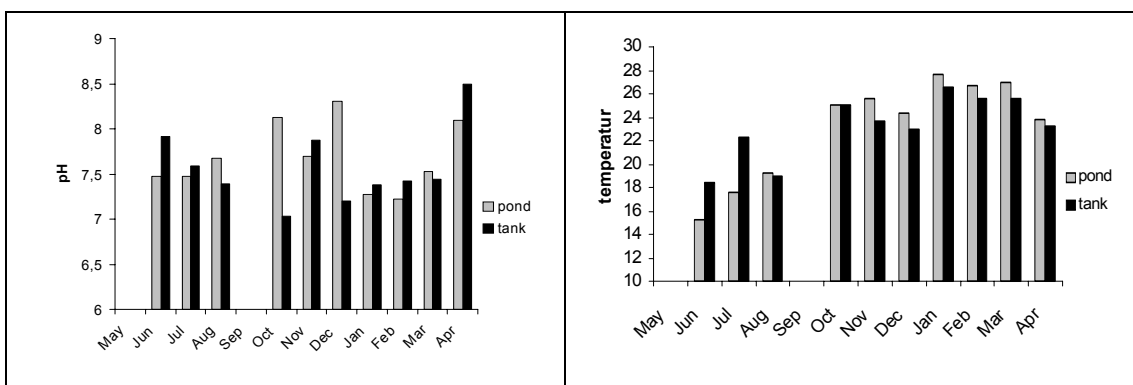 9
8,5
8
7,5
7
6,5
6
pH
May Jun Jul Aug Sep Oct Nov Dec Jan Feb Mar Apr
pond
tank
30
28
26
24
22
20
18
16
14
12
10
temperatur
May Jun Jul Aug Sep Oct Nov Dec Jan Feb Mar Apr
pond
tank